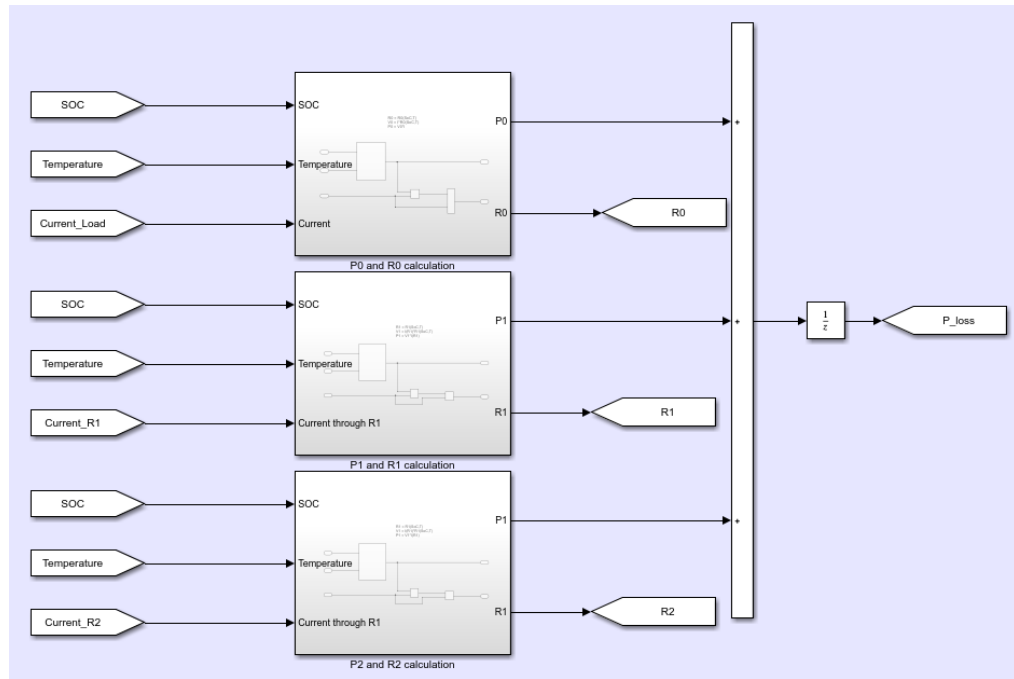 SOC
Temperature
Current_Load
SOC
Temperature
Current
P0
R0
P0 and R0 calculation
R0
SOC
Temperature
Current_R1
SOC
Temperature
Current through R1
P1
R1
P1 and R1 calculation
R1
SOC
Temperature
Current_R2
SOC
Temperature
Current through R1
P1
R1
P2 and R2 calculation
R2
+
+
+
1
z
P_loss